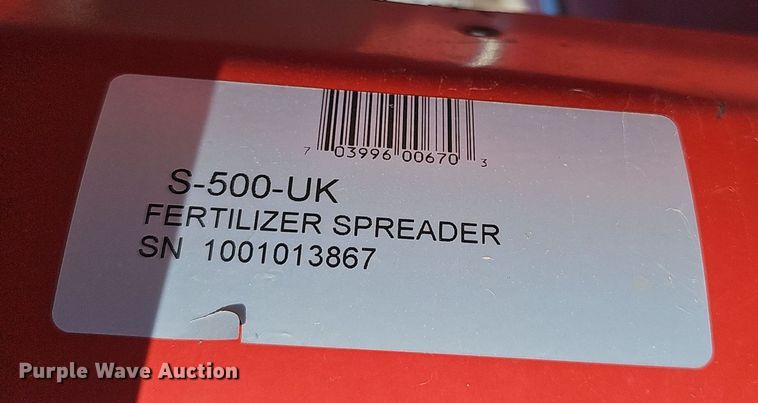 7 03996 00670 3
S-500-UK
FERTILIZER SPREADER
SN 1001013867
Purple Wave Auction